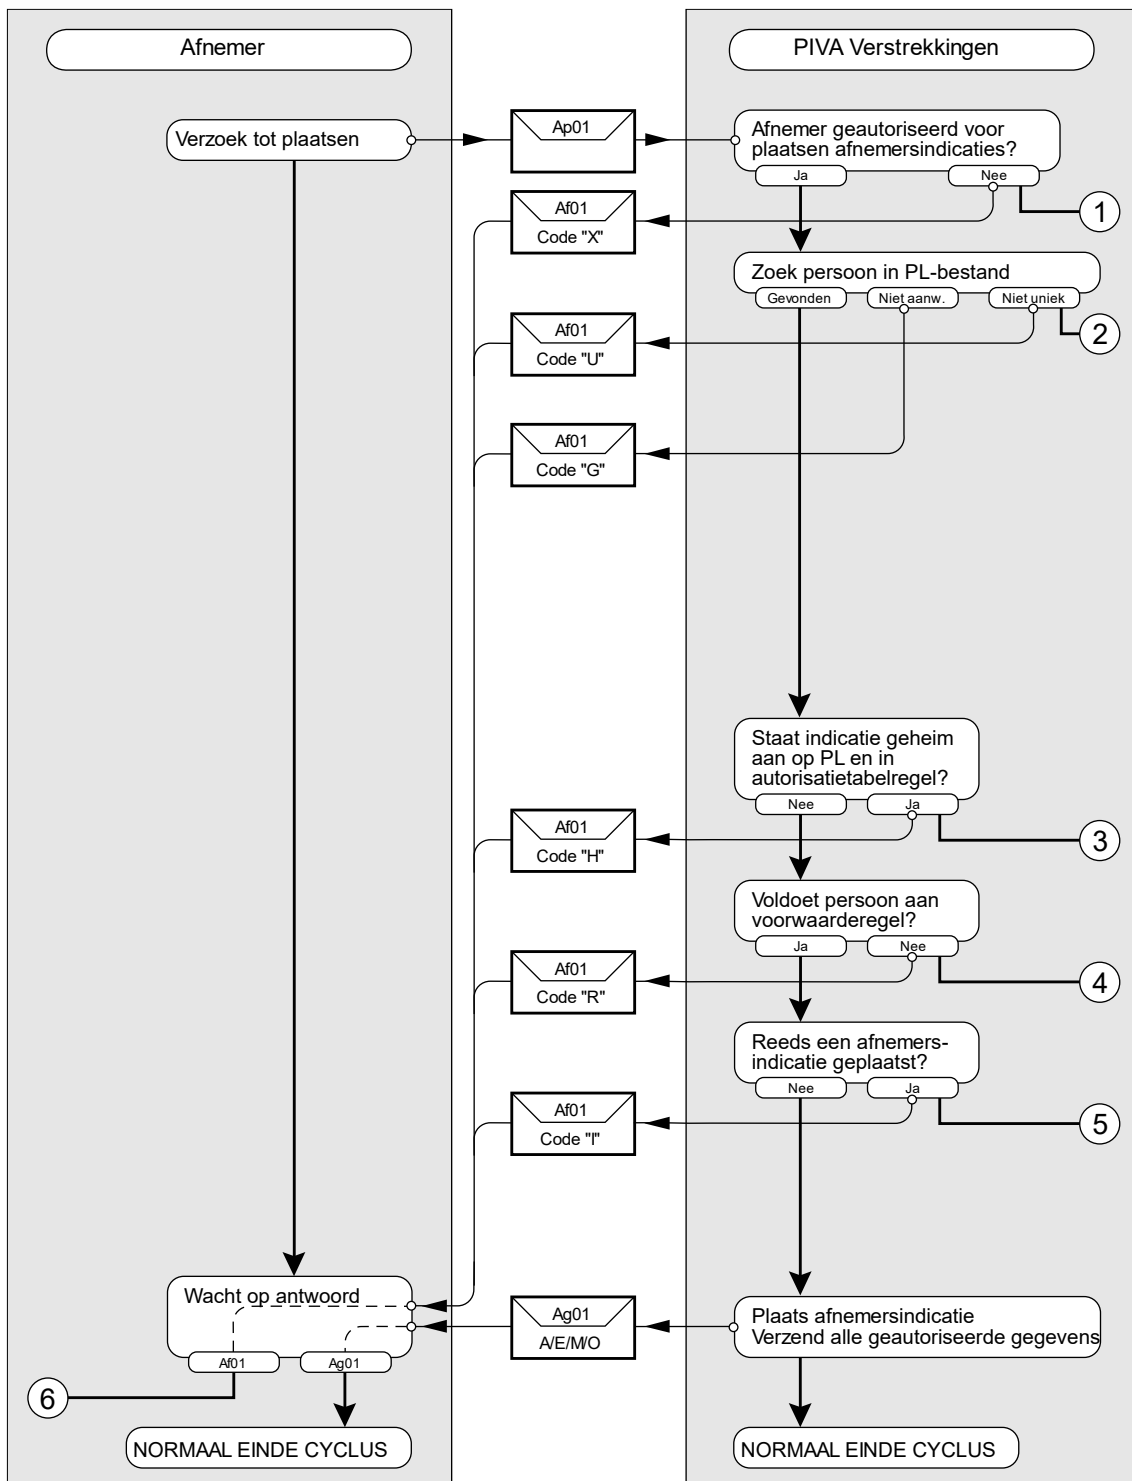 Afnemer
PIVA Verstrekkingen
Verzoek tot plaatsen
Ap01
Afnemer geautoriseerd voor
plaatsen afnemersindicaties?
Ja
Nee
1
Af01
Code "X"
Zoek persoon in PL-bestand
Gevonden
Niet aanw.
Niet uniek
2
Af01
Code "U"
Af01
Code "G"
Staat indicatie geheim
aan op PL en in
autorisatietabelregel?
Nee
Ja
3
Af01
Code "H"
Voldoet persoon aan
voorwaarderegel?
Ja
Nee
4
Af01
Code "R"
Reeds een afnemers-
indicatie geplaatst?
Nee
Ja
5
Af01
Code "I"
Wacht op antwoord
Af01
Ag01
6
Ag01
A/E/M/O
Plaats afnemersindicatie
Verzend alle geautoriseerde gegevens
NORMAAL EINDE CYCLUS
NORMAAL EINDE CYCLUS